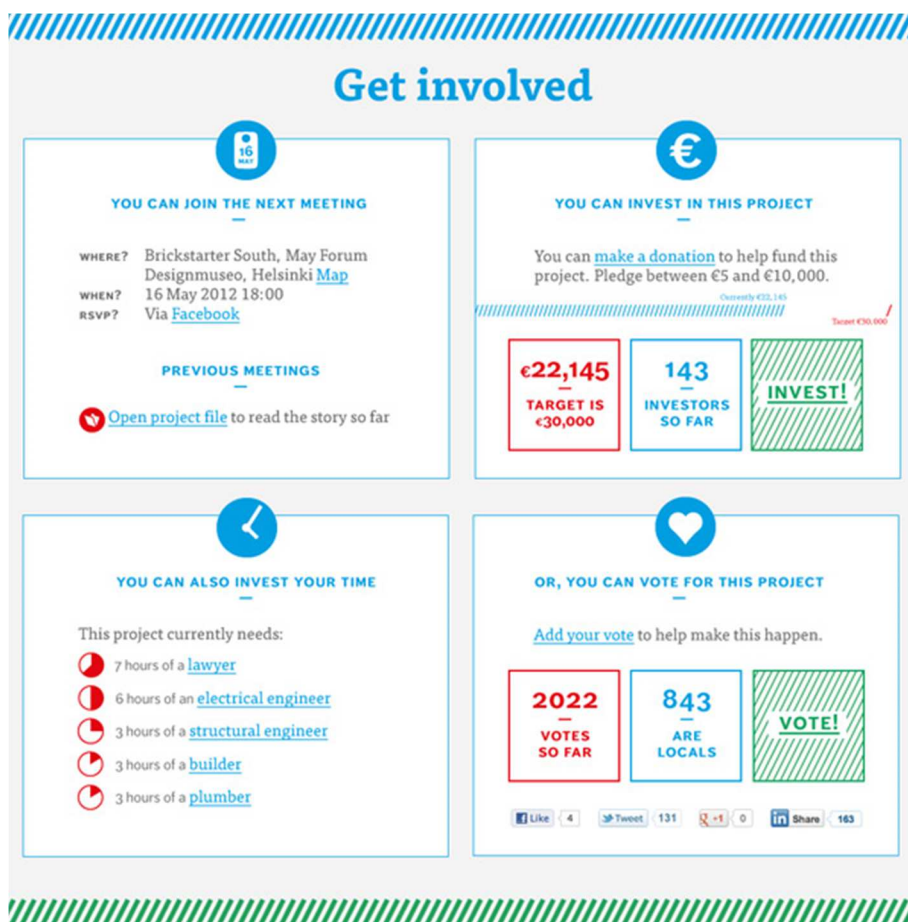 Get involved
16
MAY
YOU CAN JOIN THE NEXT MEETING
WHERE? Brickstarter South, May Forum
Designmuseo, Helsinki Map
WHEN? 16 May 2012 18:00
RSVP? Via Facebook
PREVIOUS MEETINGS
Open project file to read the story so far
€
YOU CAN INVEST IN THIS PROJECT
You can make a donation to help fund this
project. Pledge between €5 and €10,000.
Currently €22,145
Target €30,000
€22,145
TARGET IS
€30,000
143
INVESTORS
SO FAR
INVEST!
YOU CAN ALSO INVEST YOUR TIME
This project currently needs:
7 hours of a lawyer
6 hours of an electrical engineer
3 hours of a structural engineer
3 hours of a builder
3 hours of a plumber
OR, YOU CAN VOTE FOR THIS PROJECT
Add your vote to help make this happen.
2022
VOTES
SO FAR
843
ARE
LOCALS
VOTE!
f Like 4 Tweet 131 g +1 0 in Share 163